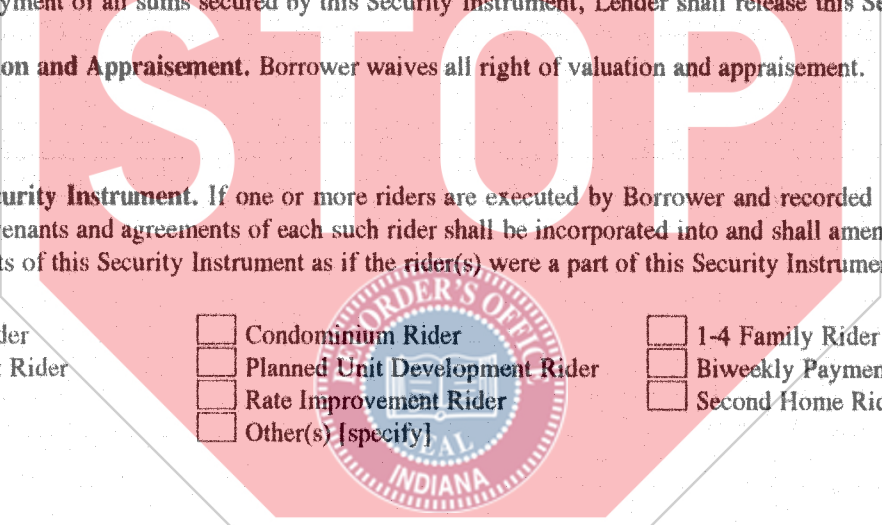 STOP
yment of all sums secured by this Security Instrument, Lender shall release this Se
on and Appraisement. Borrower waives all right of valuation and appraisement.
urity Instrument. If one or more riders are executed by Borrower and recorded
enants and agreements of each such rider shall be incorporated into and shall amen
ts of this Security Instrument as if the rider(s) were a part of this Security Instrume
der Condominium Rider 1-4 Family Rider
Rider Planned Unit Development Rider Biweekly Paymen
Rate Improvement Rider Second Home Rid
Other(s) [specify]
RECORDER'S OFFICE
SEAL
INDIANA